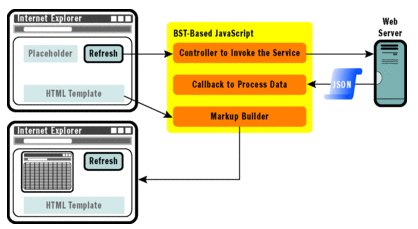 Internet Explorer
Placeholder
Refresh
HTML Template
BST-Based JavaScript
Controller to Invoke the Service
Callback to Process Data
Markup Builder
Web
Server
JSON
Internet Explorer
Refresh
HTML Template